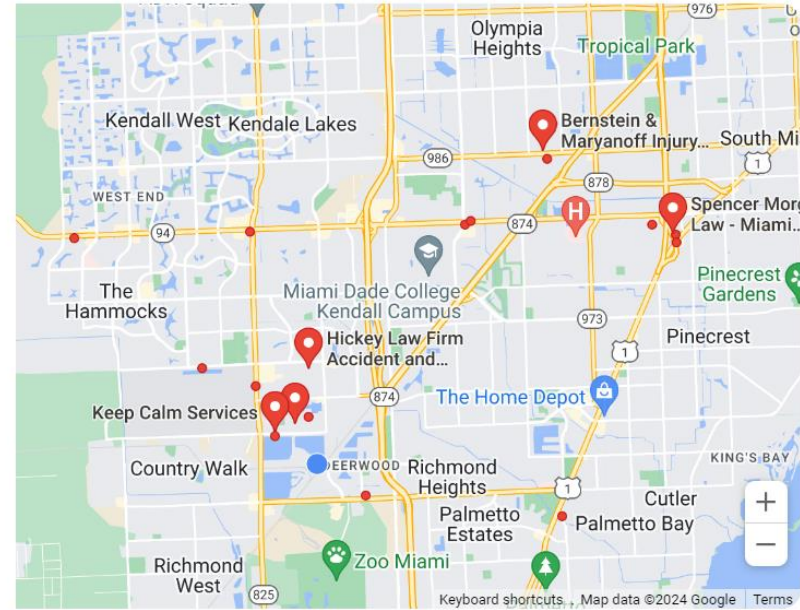 976
Olympia
Heights
Tropical Park
Kendall West
Kendale Lakes
Bernstein &
Maryanoff Injury...
South Mi
986
1
WEST END
878
H
Spencer Morg
Law - Miami...
94
874
The
Hammocks
Miami Dade College
Kendall Campus
Pinecrest
Gardens
973
Hickey Law Firm
Accident and...
1
Pinecrest
Keep Calm Services
874
The Home Depot
Country Walk
EERWOOD
Richmond
Heights
KING'S BAY
1
Cutler
Palmetto
Estates
Palmetto Bay
Zoo Miami
Richmond
West
825
+
−
Keyboard shortcuts
Map data ©2024 Google
Terms